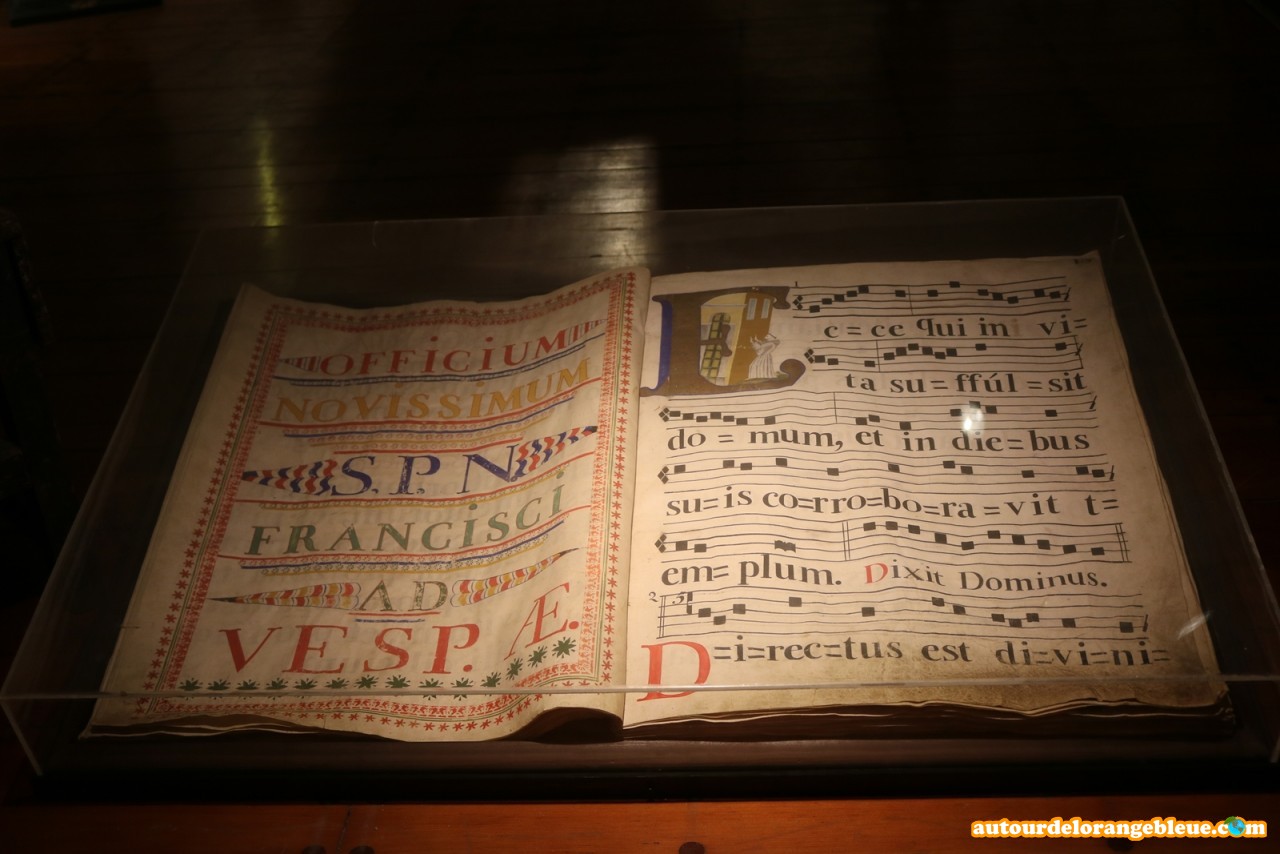 OFFICIUM
NOVISSIMUM
S. P. N
FRANCISCI
AD
VESP. Æ.
E
c=ce qui in vi=
ta su=ffúl=sit
do=mum, et in die=bus
su=is co=rro=bo=ra=vit t=
em=plum. Dixit Dominus.
D=i=rec=tus est di=vi=ni=
autourdelorangebleue.com